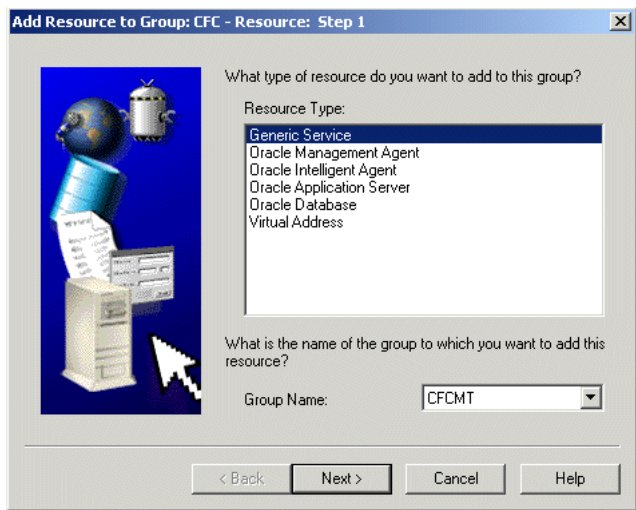 Add Resource to Group: CFC - Resource: Step 1
What type of resource do you want to add to this group?
Resource Type:
Generic Service
Oracle Management Agent
Oracle Intelligent Agent
Oracle Application Server
Oracle Database
Virtual Address
What is the name of the group to which you want to add this
resource?
Group Name:
CFCMT
< Back
Next >
Cancel
Help